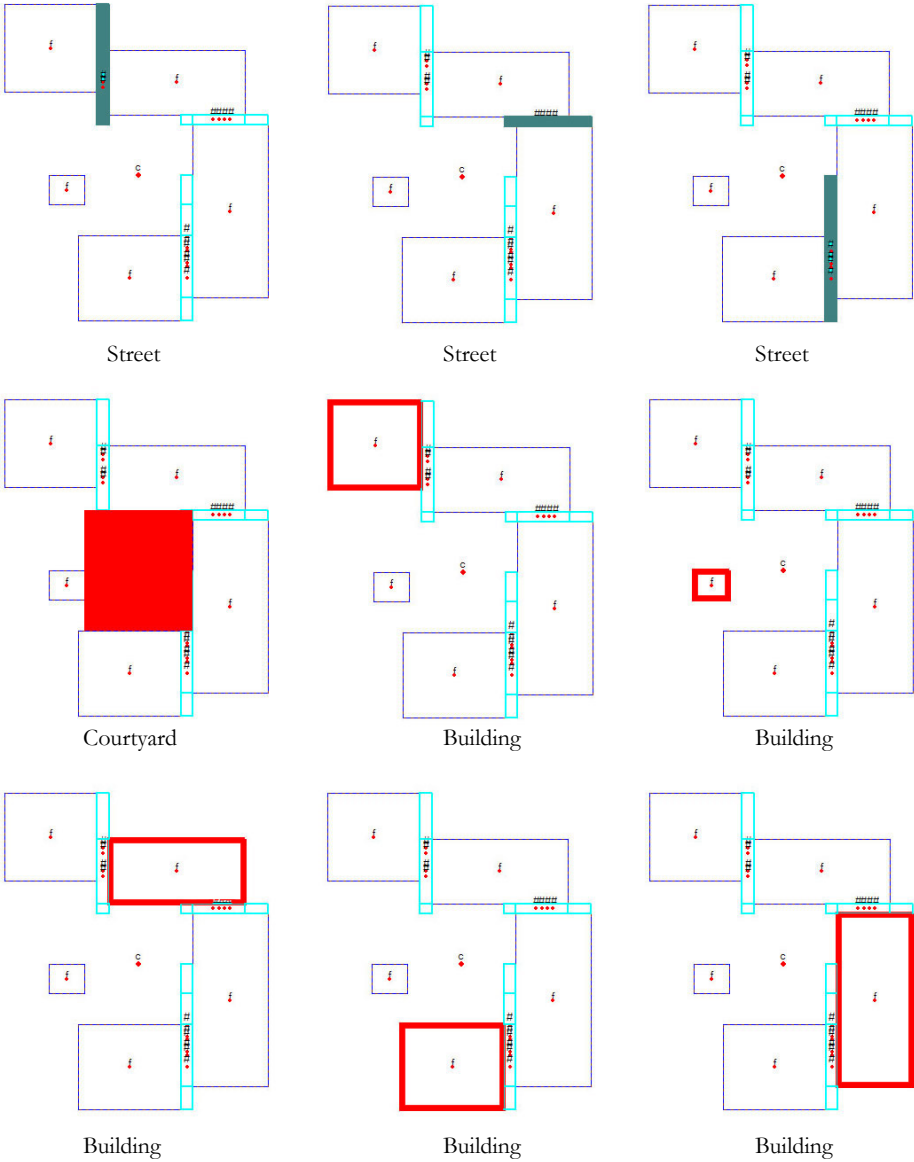 f f f
f f f
#### #### ####
c c c
f f f
f f f
# #
f f f
Street Street Street
f f f
f f f
#### #### ####
c c
f f f
f f f
# #
f f f
Courtyard Building Building
f f f
f f f
#### ####
c c c
f f f
f f f
# # #
f f f
Building Building Building